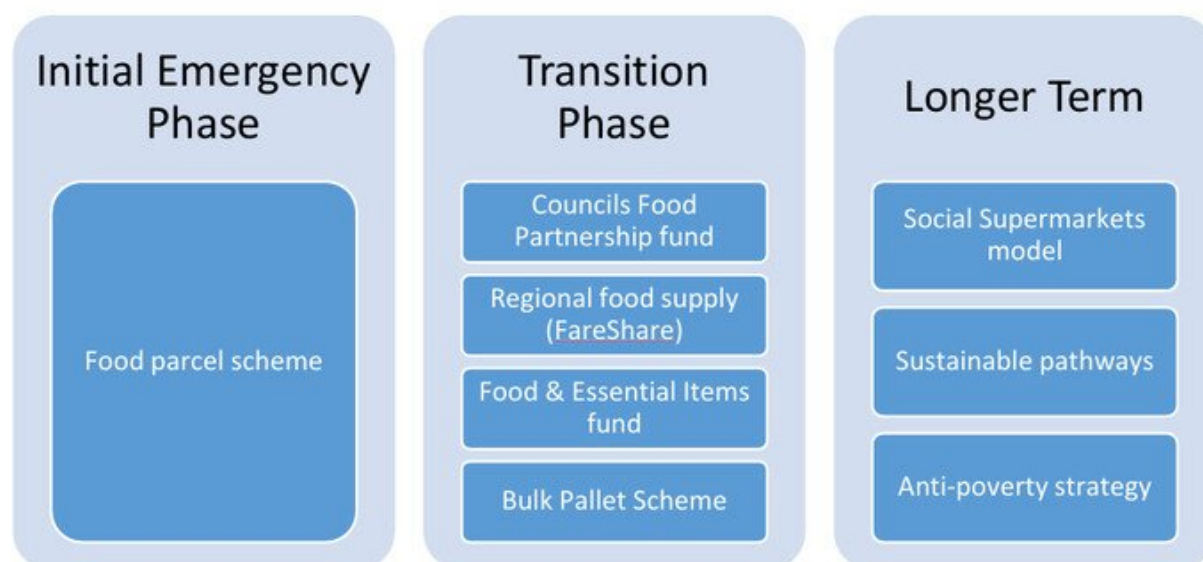 Initial Emergency
Phase
Food parcel scheme
Transition
Phase
Councils Food
Partnership fund
Regional food supply
(FareShare)
Food & Essential Items
fund
Bulk Pallet Scheme
Longer Term
Social Supermarkets
model
Sustainable pathways
Anti-poverty strategy